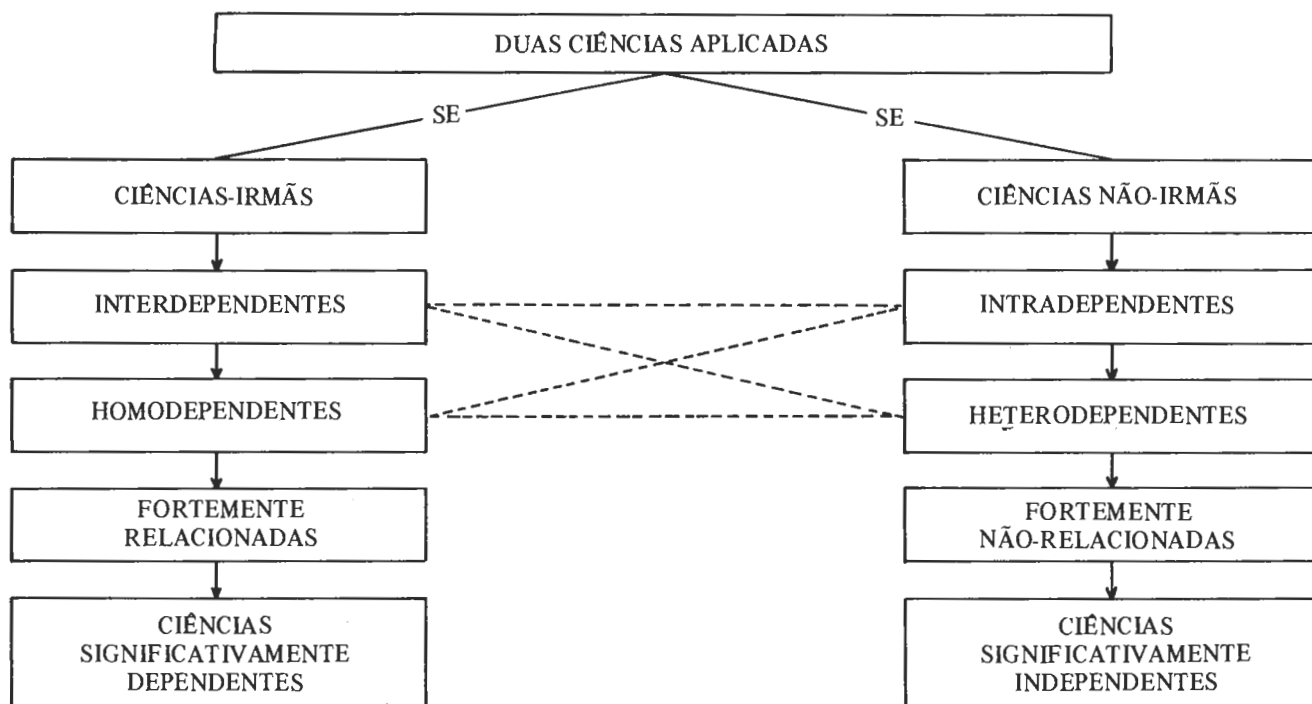 DUAS CIÊNCIAS APLICADAS
SE
SE
CIÊNCIAS-IRMÃS
CIÊNCIAS NÃO-IRMÃS
INTERDEPENDENTES
INTRADEPENDENTES
HOMODEPENDENTES
HETERODEPENDENTES
FORTEMENTE
RELACIONADAS
FORTEMENTE
NÃO-RELACIONADAS
CIÊNCIAS
SIGNIFICATIVAMENTE
DEPENDENTES
CIÊNCIAS
SIGNIFICATIVAMENTE
INDEPENDENTES